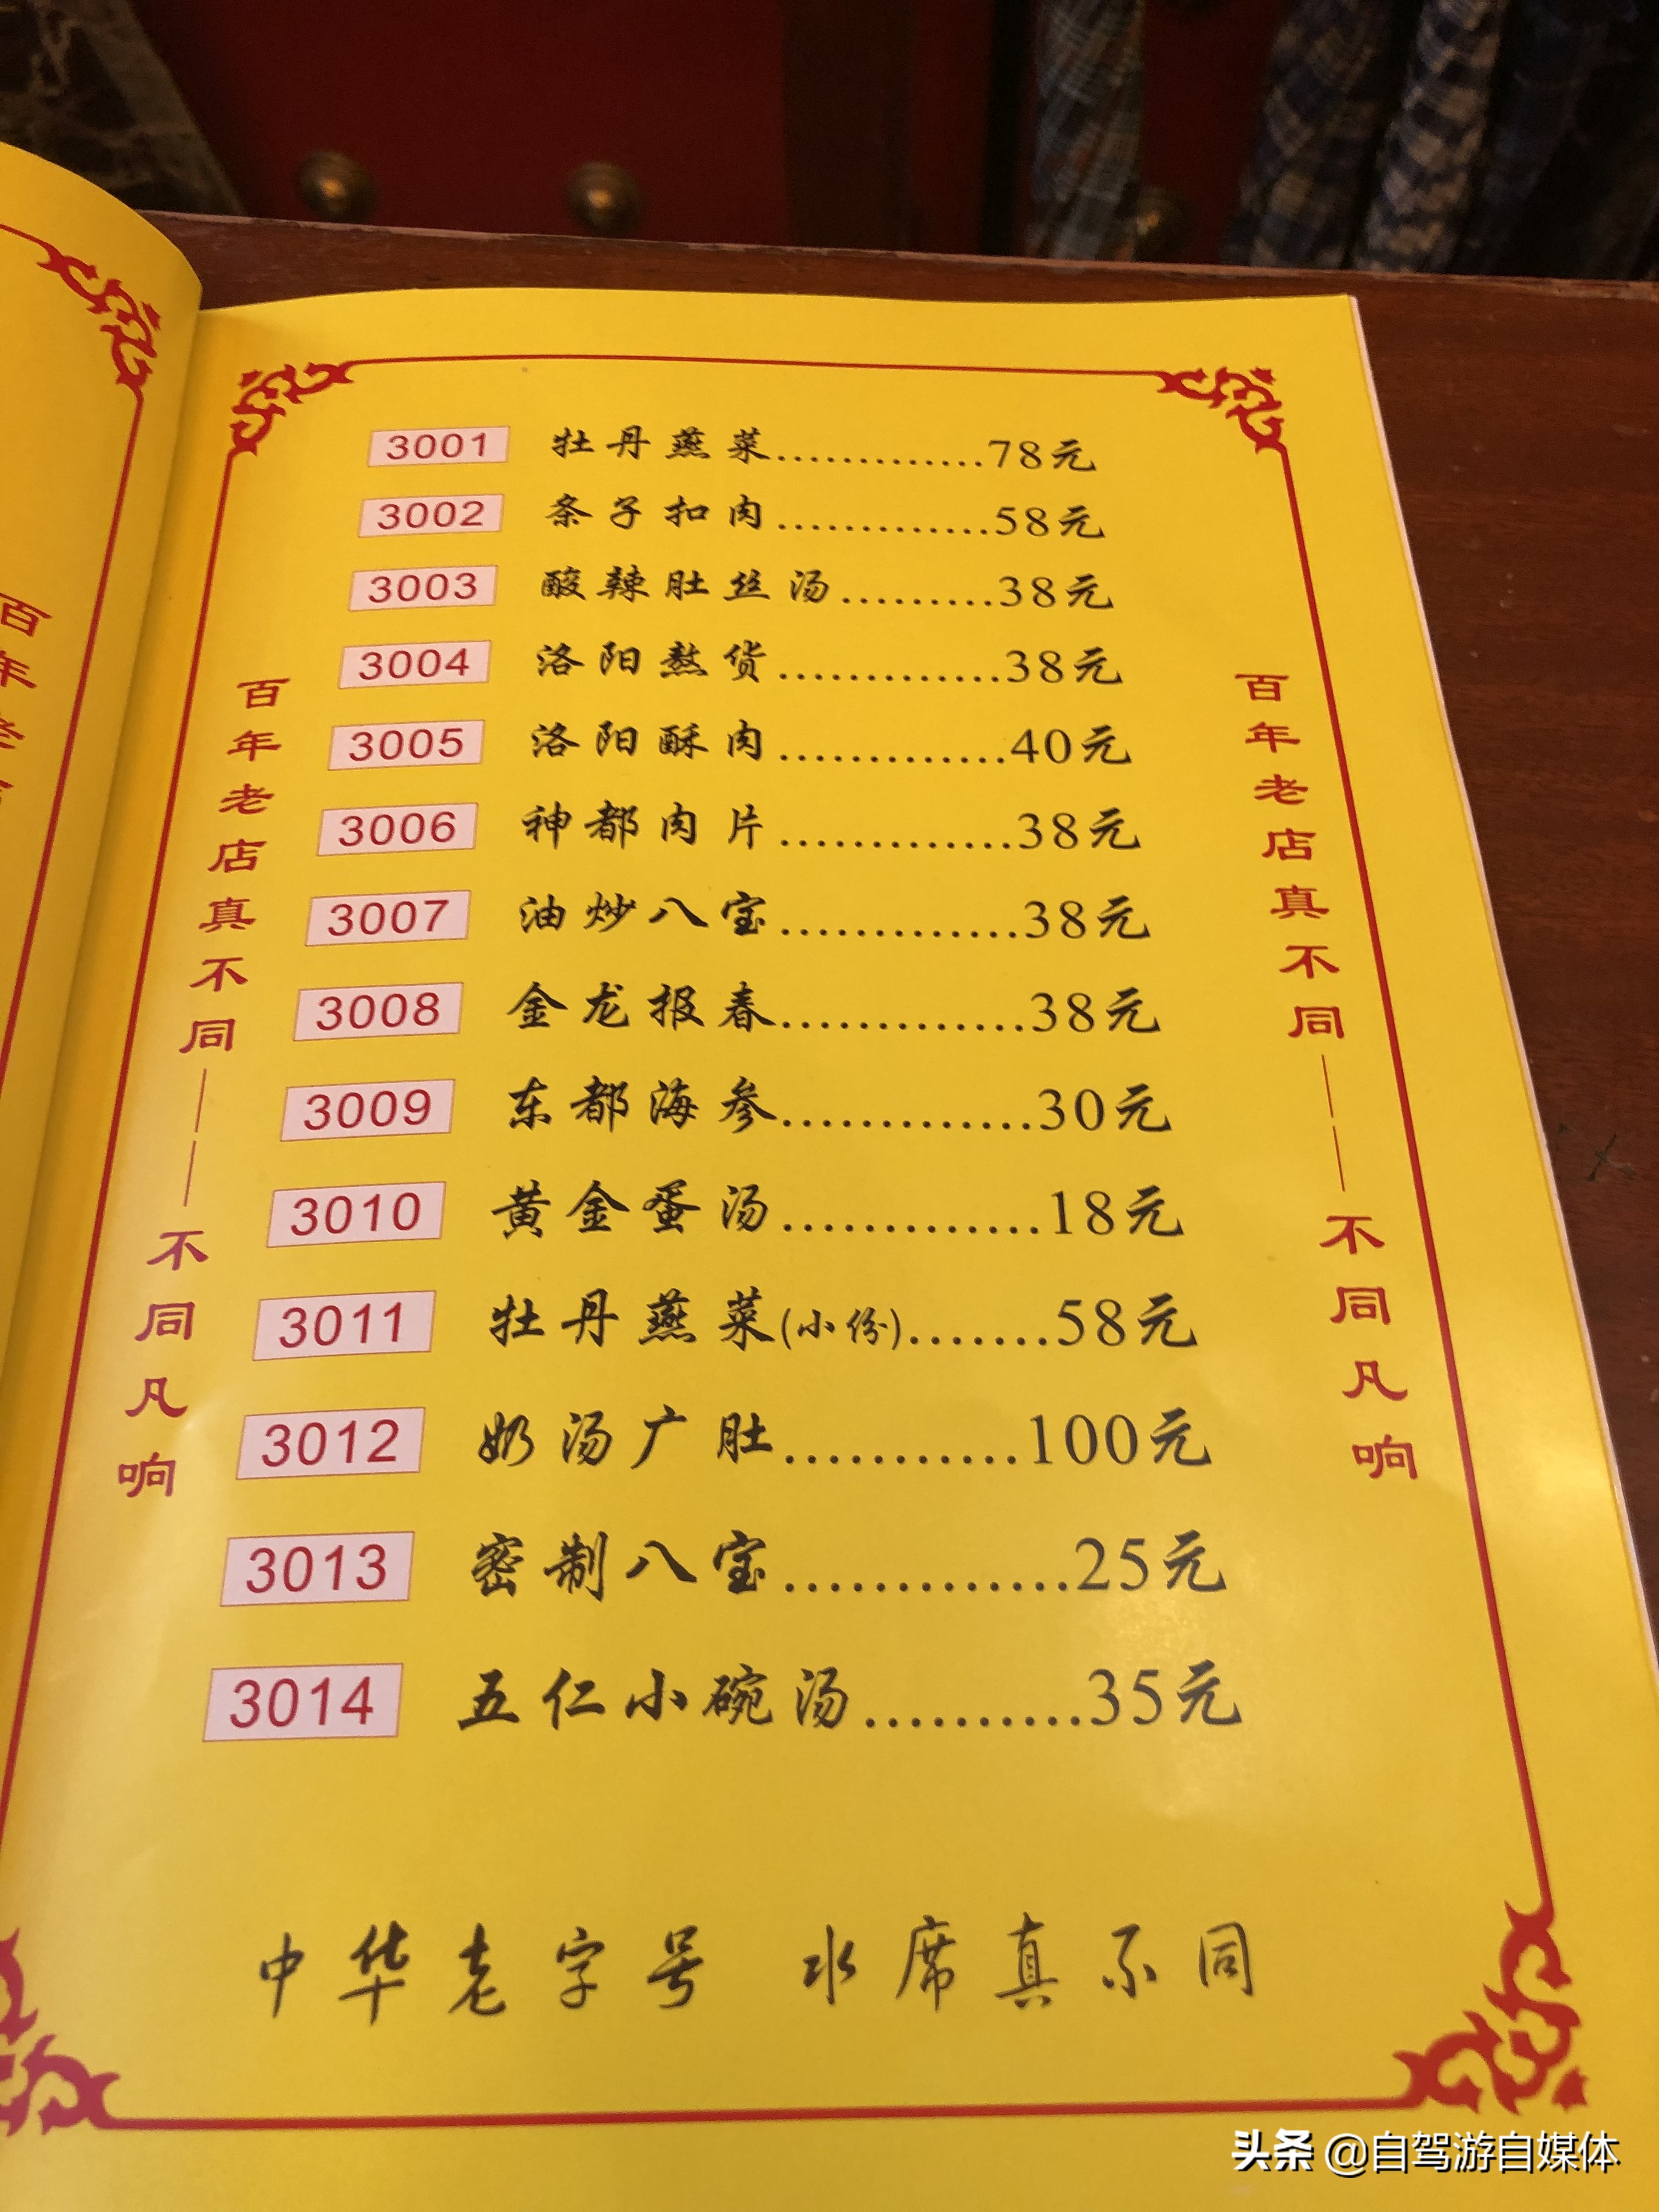 3001 牡丹燕菜.............78元
3002 条子扣肉.............58元
3003 酸辣肚丝汤..........38元
3004 洛阳熬货.............38元
3005 洛阳酥肉.............40元
3006 神都肉片.............38元
3007 油炒八宝.............38元
3008 金龙报春.............38元
3009 东都海参.............30元
3010 黄金蛋汤.............18元
3011 牡丹燕菜(小份).......58元
3012 奶汤广肚...........100元
3013 密制八宝.............25元
3014 五仁小碗汤..........35元
百年老店真不同——不同凡响
百年老店真不同——不同凡响
中华老字号 水席真不同
头条 @自驾游自媒体